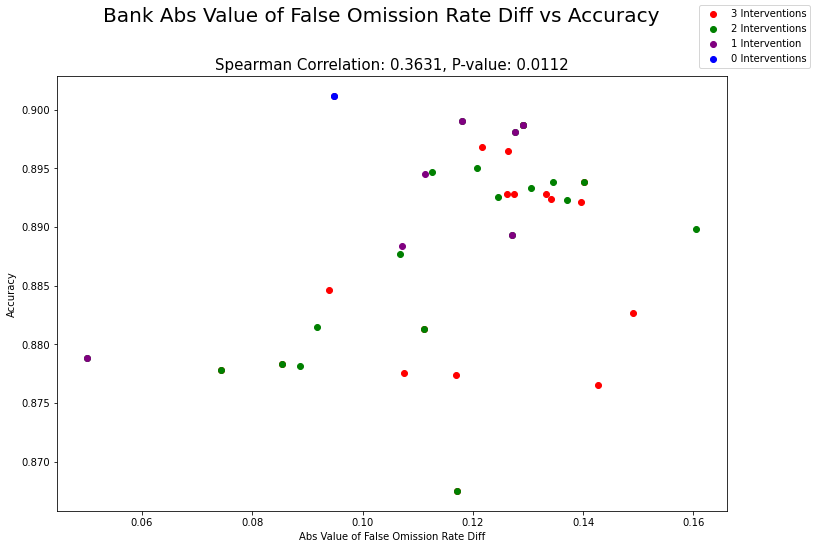 Bank Abs Value of False Omission Rate Diff vs Accuracy
3 Interventions
2 Interventions
1 Intervention
0 Interventions
Spearman Correlation: 0.3631, P-value: 0.0112
0.900
0.895
0.890
0.885
0.880
0.875
0.870
Accuracy
0.06
0.08
0.10
0.12
0.14
0.16
Abs Value of False Omission Rate Diff